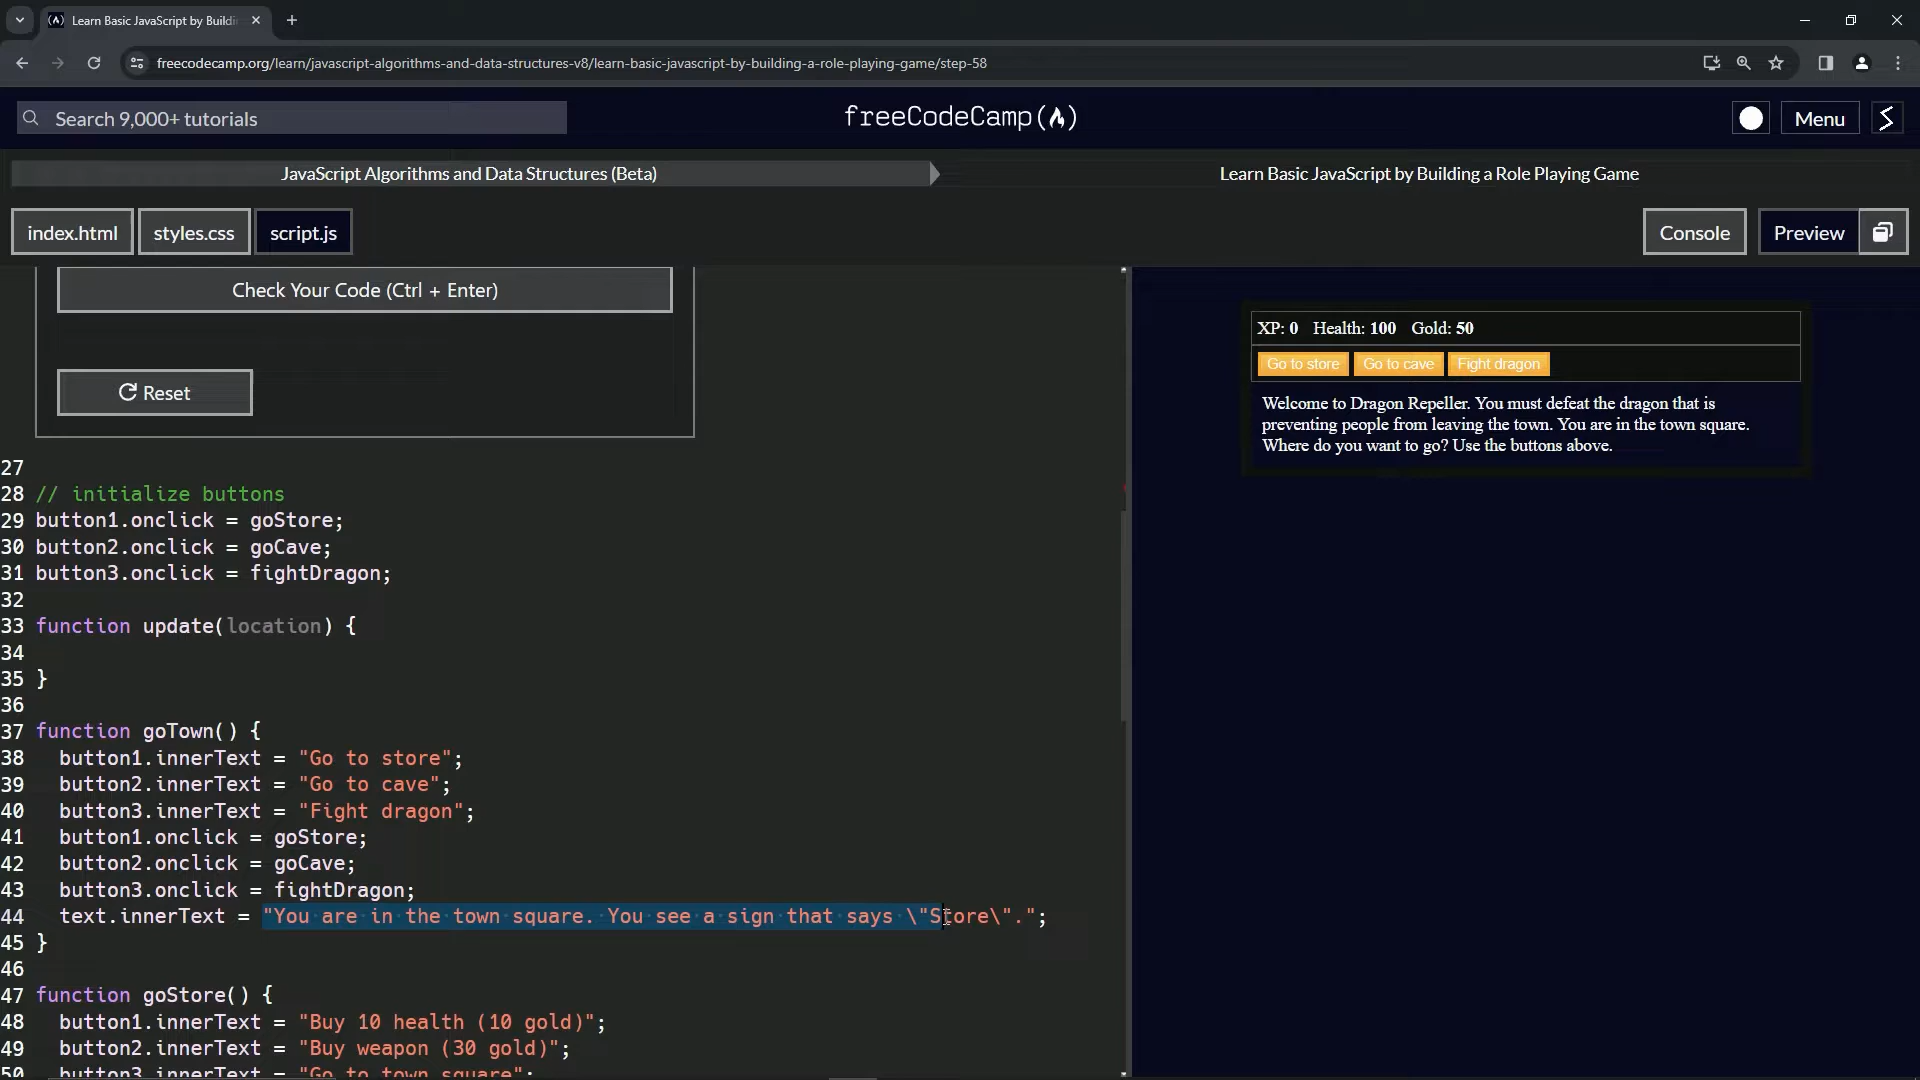 Learn Basic JavaScript by Buildi
freecodecamp.org/learn/javascript-algorithms-and-data-structures-v8/learn-basic-javascript-by-building-a-role-playing-game/step-58
Search 9,000+ tutorials
freeCodeCamp
Menu
JavaScript Algorithms and Data Structures (Beta)
Learn Basic JavaScript by Building a Role Playing Game
index.html
styles.css
script.js
Console
Preview
Check Your Code (Ctrl + Enter)
Reset
27
28 // initialize buttons
29 button1.onclick = goStore;
30 button2.onclick = goCave;
31 button3.onclick = fightDragon;
32
33 function update(location) {
34
35 }
36
37 function goTown() {
38 button1.innerText = "Go to store";
39 button2.innerText = "Go to cave";
40 button3.innerText = "Fight dragon";
41 button1.onclick = goStore;
42 button2.onclick = goCave;
43 button3.onclick = fightDragon;
44 text.innerText = "You are in the town square. You see a sign that says \"Store\".";
45 }
46
47 function goStore() {
48 button1.innerText = "Buy 10 health (10 gold)";
49 button2.innerText = "Buy weapon (30 gold)";
50 button3.innerText = "Go to town square";
XP: 0 Health: 100 Gold: 50
Go to store
Go to cave
Fight dragon
Welcome to Dragon Repeller. You must defeat the dragon that is
preventing people from leaving the town. You are in the town square.
Where do you want to go? Use the buttons above.